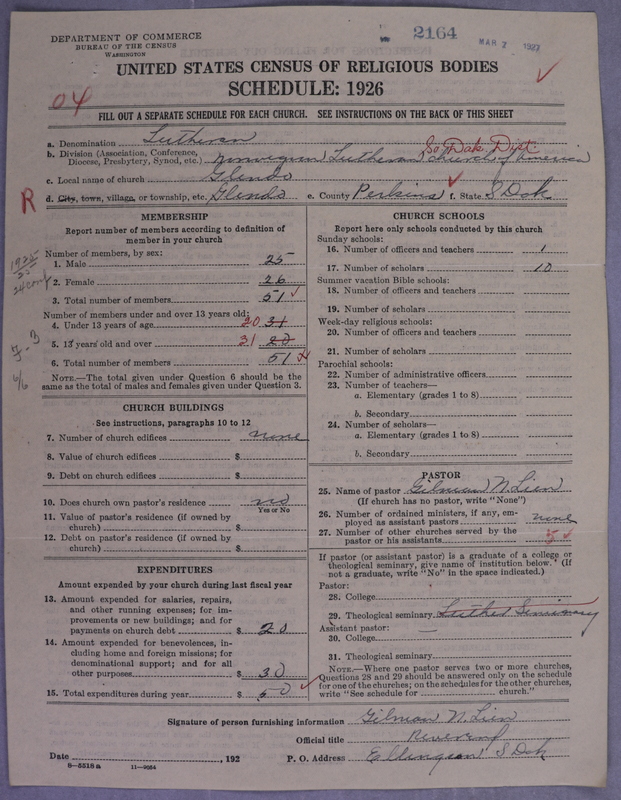 DEPARTMENT OF COMMERCE
BUREAU OF THE CENSUS
WASHINGTON
2164
MAR 7 1927
UNITED STATES CENSUS OF RELIGIOUS BODIES
SCHEDULE: 1926
04
FILL OUT A SEPARATE SCHEDULE FOR EACH CHURCH. SEE INSTRUCTIONS ON THE BACK OF THIS SHEET
a. Denomination Lutheran
So. Dak. Dist.
b. Division (Association, Conference, Diocese, Presbytery, Synod, etc.) Norwegian Lutheran Church of America
c. Local name of church Glendo
R
d. City, town, village, or township, etc. Glendo e. County Perkins f. State S Dak
MEMBERSHIP
Report number of members according to definition of member in your church
Number of members, by sex:
1. Male 25
2. Female 26
3. Total number of members 51
Number of members under and over 13 years old:
4. Under 13 years of age 20 31
5. 13 years old and over 31 20
6. Total number of members 51
NOTE.—The total given under Question 6 should be the same as the total of males and females given under Question 3.
CHURCH BUILDINGS
See instructions, paragraphs 10 to 12
7. Number of church edifices none
8. Value of church edifices $
9. Debt on church edifices $
10. Does church own pastor's residence no
Yes or No
11. Value of pastor's residence (if owned by church) $
12. Debt on pastor's residence (if owned by church) $
EXPENDITURES
Amount expended by your church during last fiscal year
13. Amount expended for salaries, repairs, and other running expenses; for improvements or new buildings; and for payments on church debt $ 20
14. Amount expended for benevolences, including home and foreign missions; for denominational support; and for all other purposes $ 30
15. Total expenditures during year $ 50
CHURCH SCHOOLS
Report here only schools conducted by this church
Sunday schools:
16. Number of officers and teachers 1
17. Number of scholars 10
Summer vacation Bible schools:
18. Number of officers and teachers
19. Number of scholars
Week-day religious schools:
20. Number of officers and teachers
21. Number of scholars
Parochial schools:
22. Number of administrative officers
23. Number of teachers—
a. Elementary (grades 1 to 8)
b. Secondary
24. Number of scholars—
a. Elementary (grades 1 to 8)
b. Secondary
PASTOR
25. Name of pastor Gilman N. Lien
(If church has no pastor, write "None")
26. Number of ordained ministers, if any, employed as assistant pastors none
27. Number of other churches served by the pastor or his assistants 5
If pastor (or assistant pastor) is a graduate of a college or theological seminary, give name of institution below. (If not a graduate, write "No" in the space indicated.)
Pastor:
28. College
29. Theological seminary Luther Seminary
Assistant pastor:
30. College
31. Theological seminary
NOTE.—Where one pastor serves two or more churches, Questions 28 and 29 should be answered only on the schedule for one of the churches; on the schedules for the other churches, write "See schedule for church."
Signature of person furnishing information Gilman N. Lien
Official title Reverend
Date , 192 P. O. Address Ellingson S Dak
8—5518 a 11—9064